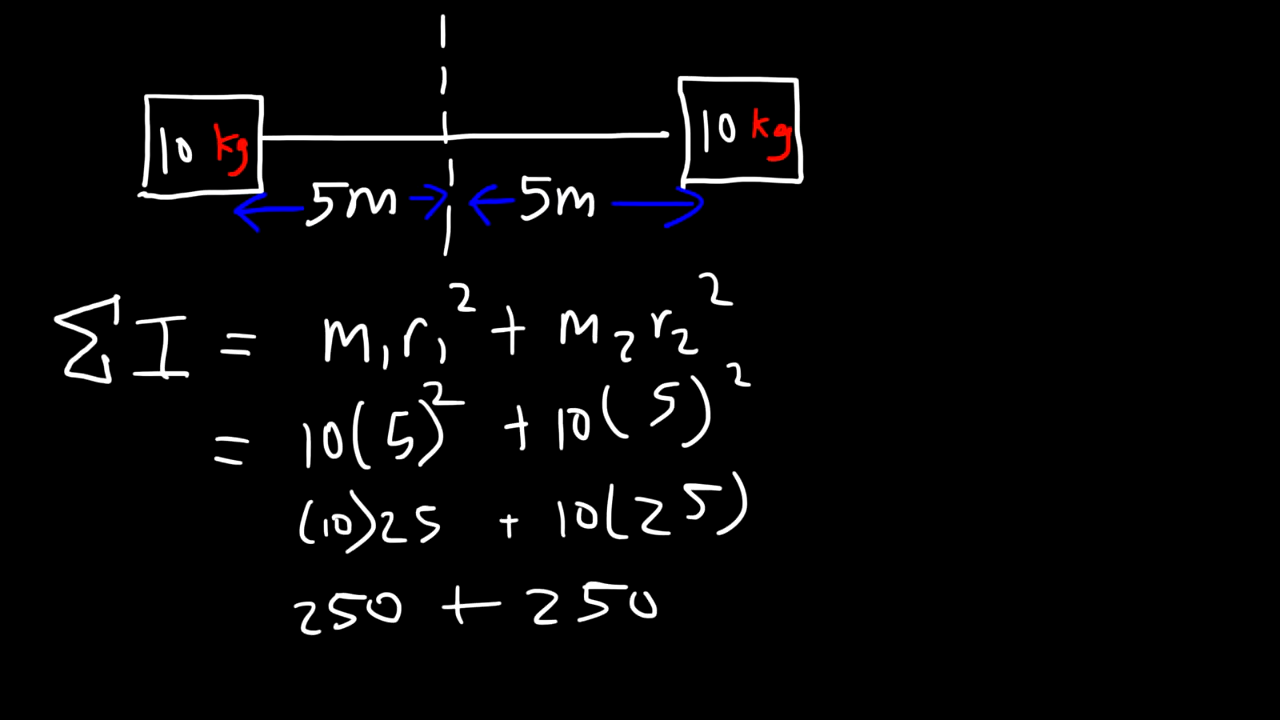 10 kg 10 kg
5m 5m
ΣI = m₁r₁² + m₂r₂²
= 10(5)² + 10(5)²
(10)25 + 10(25)
250 + 250